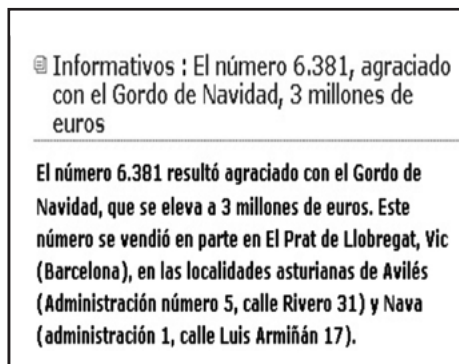 Informativos : El número 6.381, agraciado
con el Gordo de Navidad, 3 millones de
euros
El número 6.381 resultó agraciado con el Gordo de
Navidad, que se eleva a 3 millones de euros. Este
número se vendió en parte en El Prat de Llobregat, Vic
(Barcelona), en las localidades asturianas de Avilés
(Administración número 5, calle Rivero 31) y Nava
(administración 1, calle Luis Armiñán 17).